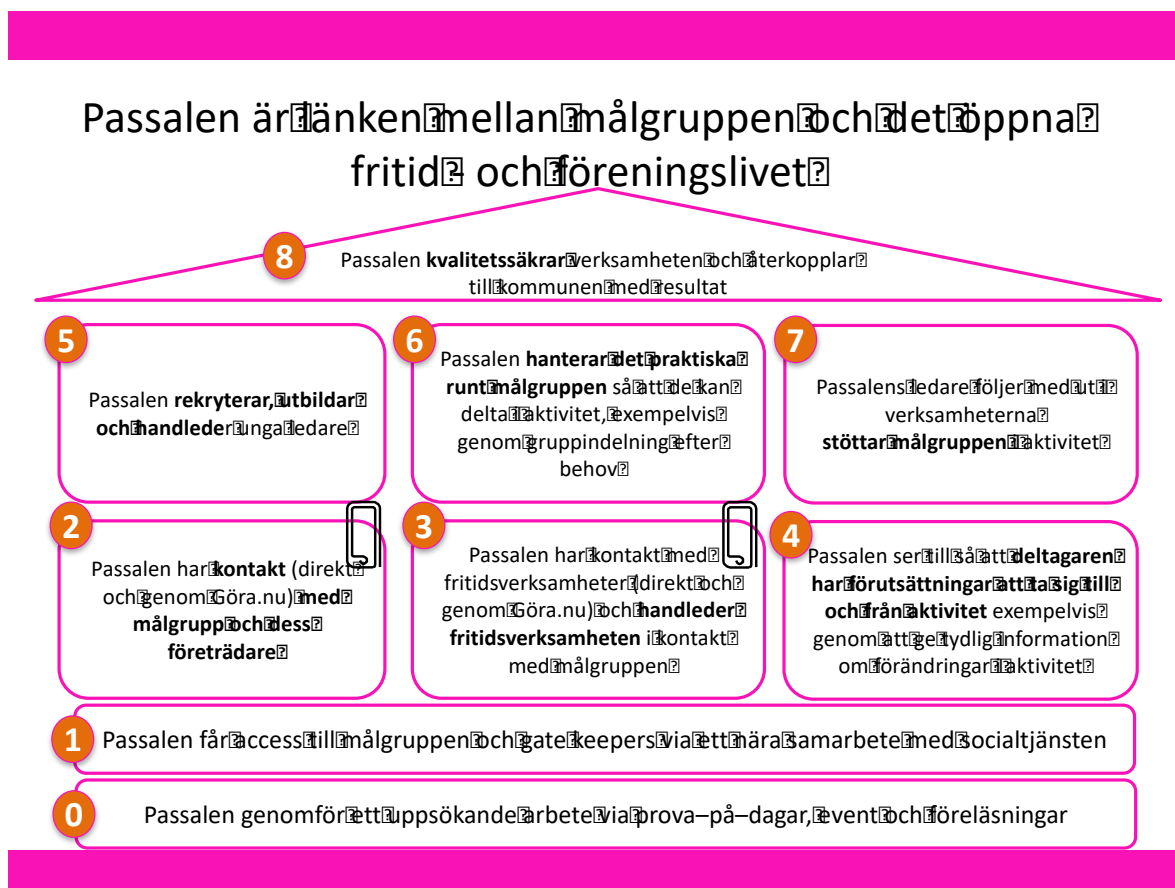 Passalen är länken mellan målgruppen och det öppna
fritid- och föreningslivet
8
Passalen kvalitetssäkrar verksamheten och återkopplar
till kommunen med resultat
5
Passalen rekryterar, utbildar
och handleder unga ledare
6
Passalen hanterar det praktiska
runt målgruppen så att de kan
delta i aktivitet, exempelvis
genom gruppindelning efter
behov
7
Passalens ledare följer med ut i
verksamheterna
stöttar målgruppen i aktivitet
2
Passalen har kontakt (direkt
och genom Göra.nu) med
målgrupp och dess
företrädare
3
Passalen har kontakt med
fritidsverksamheter (direkt och
genom Göra.nu) och handleder
fritidsverksamheten i kontakt
med målgruppen
4
Passalen ser till så att deltagaren
har förutsättningar att ta sig till
och från aktivitet exempelvis
genom att ge tydlig information
om förändringar i aktivitet
1
Passalen får access till målgruppen och gate keepers via ett nära samarbete med socialtjänsten
0
Passalen genomför ett uppsökande arbete via prova–på–dagar, event och föreläsningar